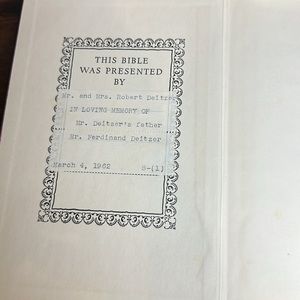 THIS BIBLE
WAS PRESENTED
BY
Mr. and Mrs. Robert Deitzer
IN LOVING MEMORY OF
Mr. Deitzer's father
Mr. Ferdinand Deitzer
March 4, 1962 S-(1)